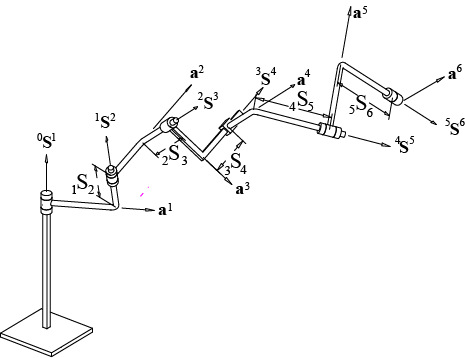 a⁵
a²
³S⁴
a⁴
a⁶
²S³
₄S₅
₅S₆
¹S²
⁵S⁶
⁰S¹
⁴S⁵
₂S₃
₃S₄
₁S₂
a³
a¹